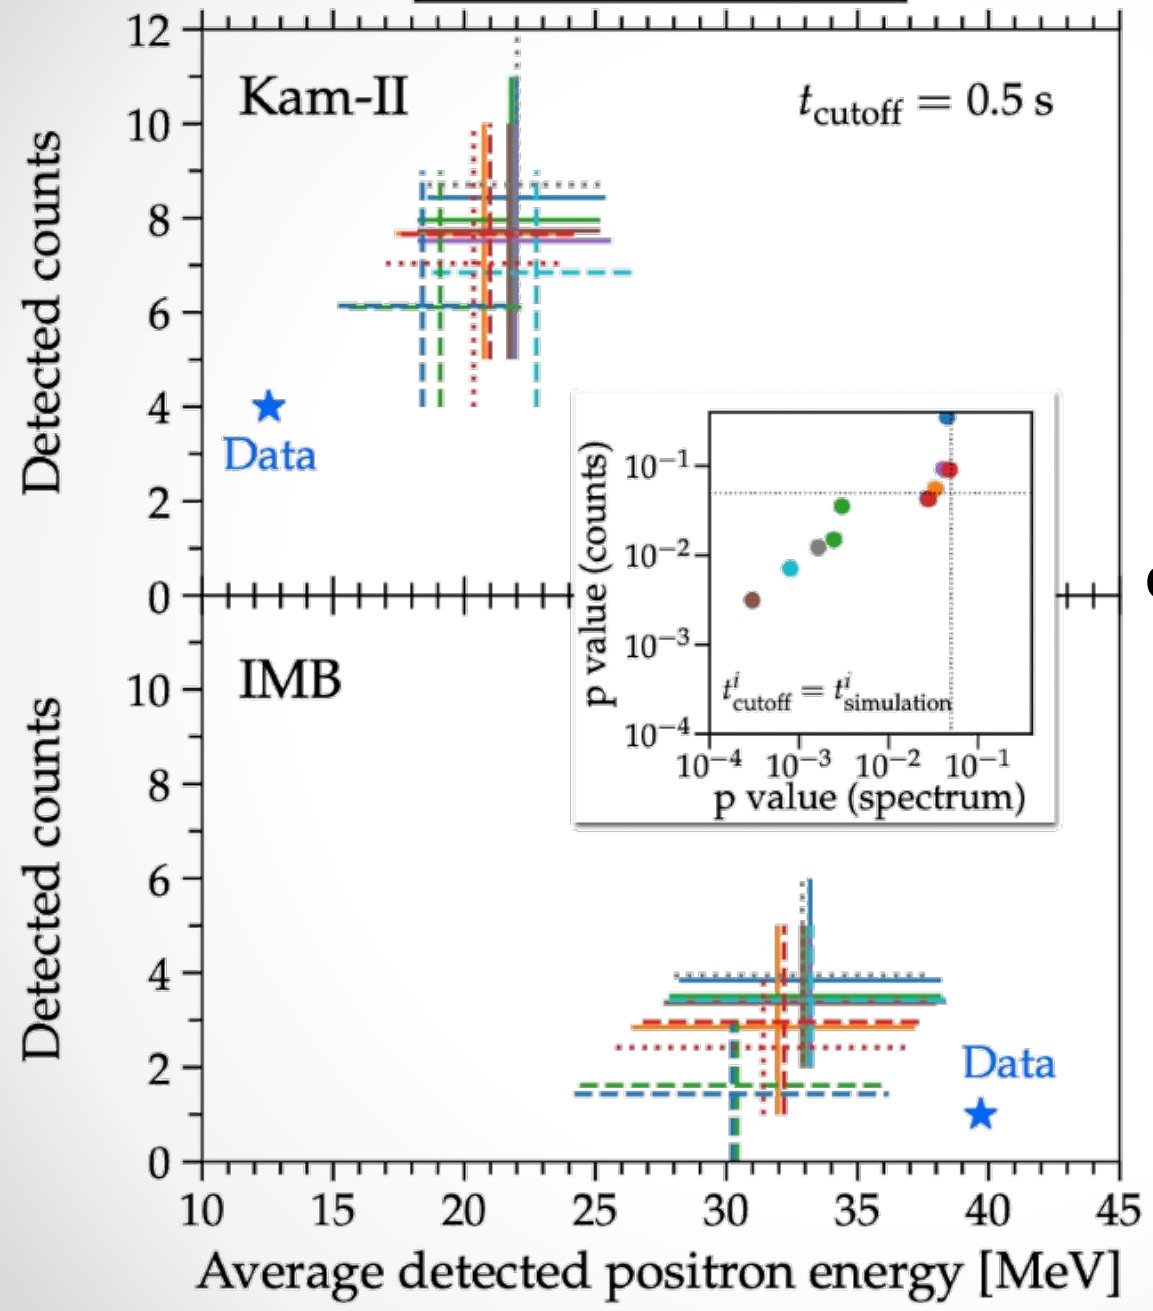 12
10
8
6
4
2
0
Detected counts
Kam-II
t_cutoff = 0.5 s
Data
10^−1
10^−2
10^−3
10^−4
p value (counts)
t^i_cutoff = t^i_simulation
10^−4 10^−3 10^−2 10^−1
p value (spectrum)
IMB
10
8
6
4
2
0
Detected counts
Data
10 15 20 25 30 35 40 45
Average detected positron energy [MeV]